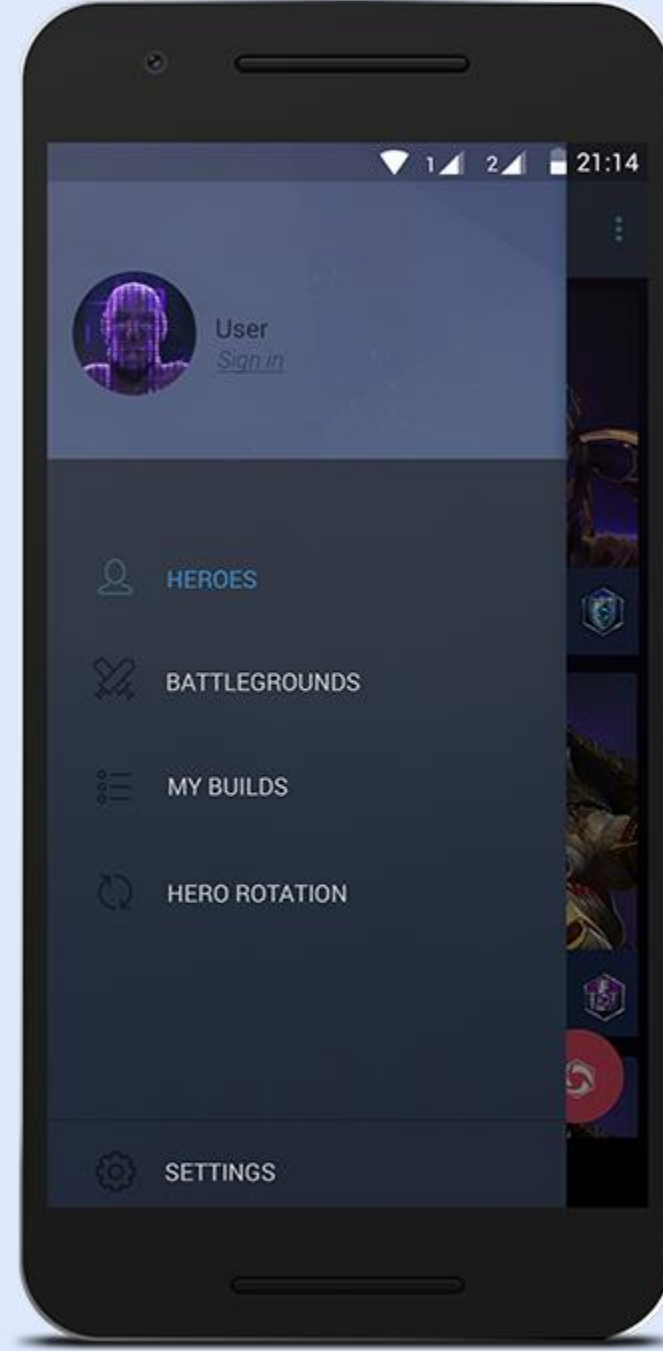 1 2 21:14
User
Sign in
HEROES
BATTLEGROUNDS
MY BUILDS
HERO ROTATION
SETTINGS